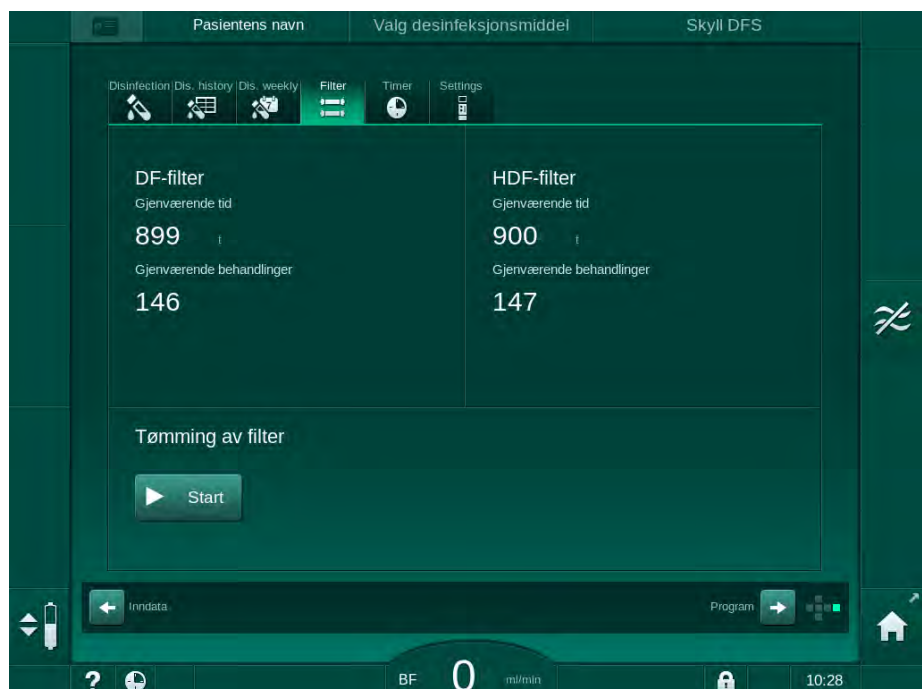 Pasientens navn Valg desinfeksjonsmiddel Skyll DFS
Disinfection Dis. history Dis. weekly Filter Timer Settings
7
DF-filter
Gjenværende tid
899 t
Gjenværende behandlinger
146
HDF-filter
Gjenværende tid
900 t
Gjenværende behandlinger
147
Tømming av filter
Start
Inndata Program
? BF 0 ml/min 10:28